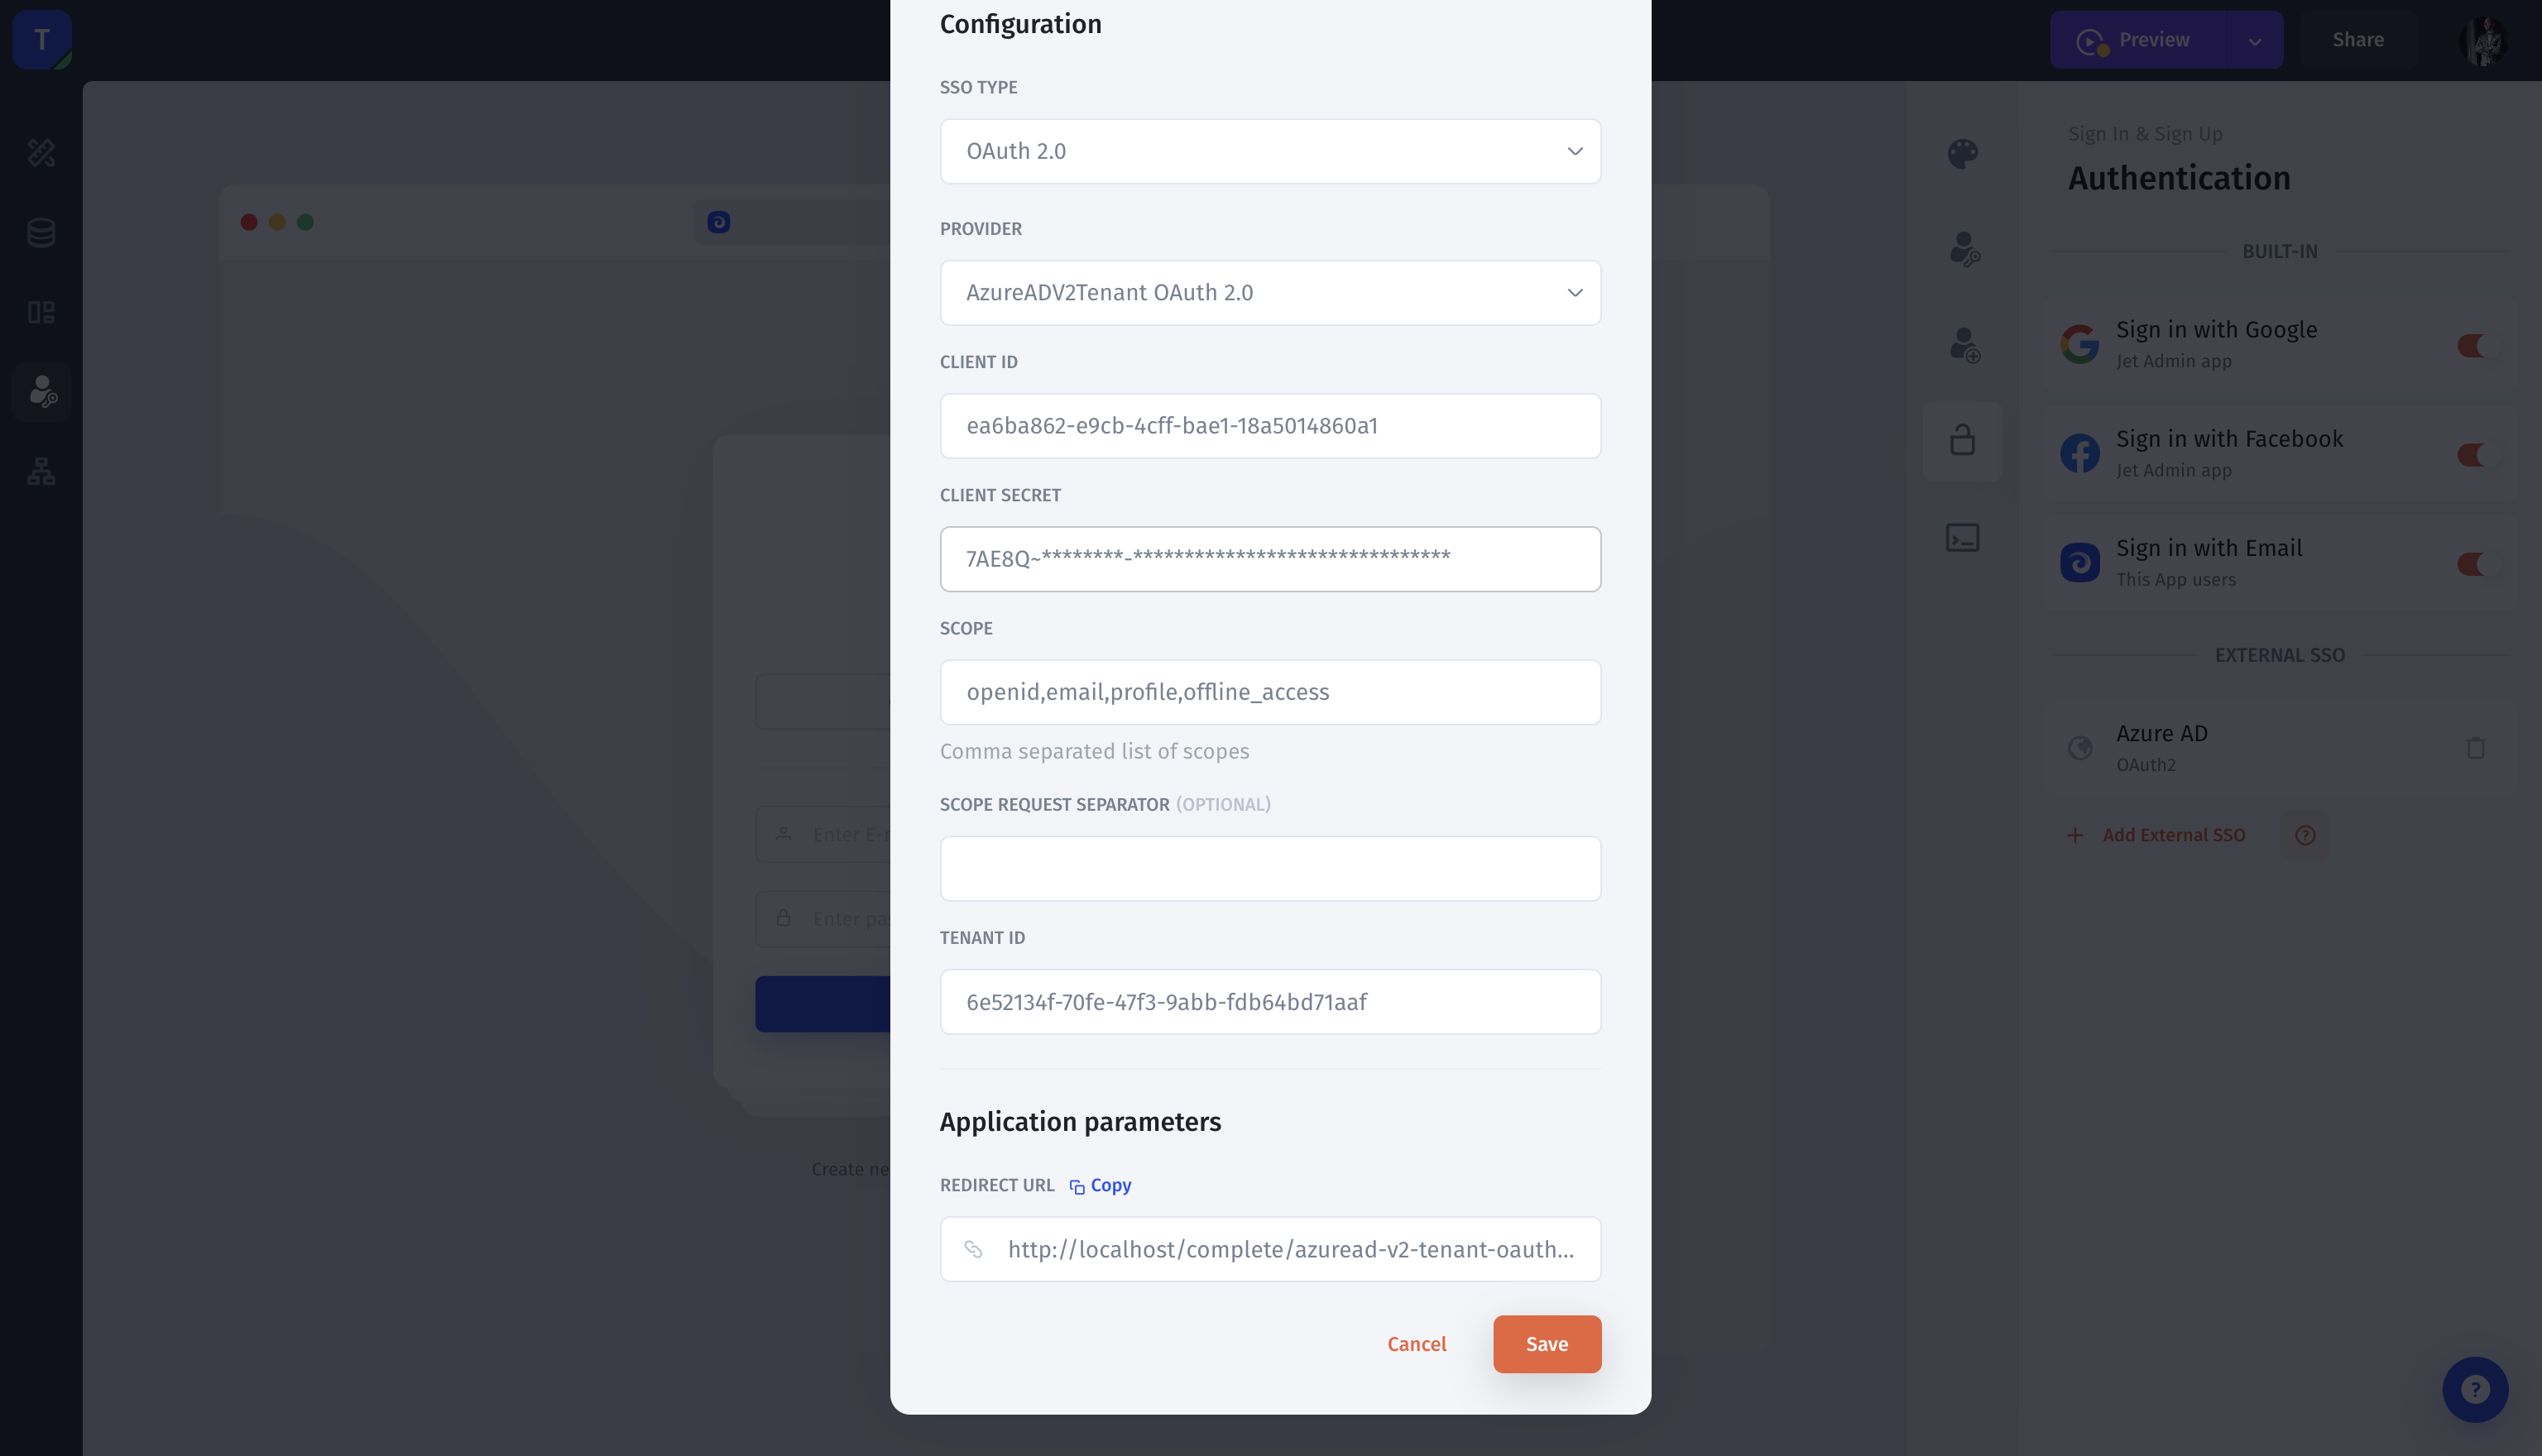 T
Preview
Share
Configuration
SSO TYPE
OAuth 2.0
PROVIDER
AzureADV2Tenant OAuth 2.0
CLIENT ID
ea6ba862-e9cb-4cff-bae1-18a5014860a1
CLIENT SECRET
7AE8Q~********-*******************************
SCOPE
openid,email,profile,offline_access
Comma separated list of scopes
SCOPE REQUEST SEPARATOR (OPTIONAL)
TENANT ID
6e52134f-70fe-47f3-9abb-fdb64bd71aaf
Application parameters
REDIRECT URL Copy
http://localhost/complete/azuread-v2-tenant-oauth...
Cancel
Save
Enter E-
Enter pa
Create ne
Sign In & Sign Up
Authentication
BUILT-IN
Sign in with Google
Jet Admin app
Sign in with Facebook
Jet Admin app
Sign in with Email
This App users
EXTERNAL SSO
Azure AD
OAuth2
+ Add External SSO ?
?